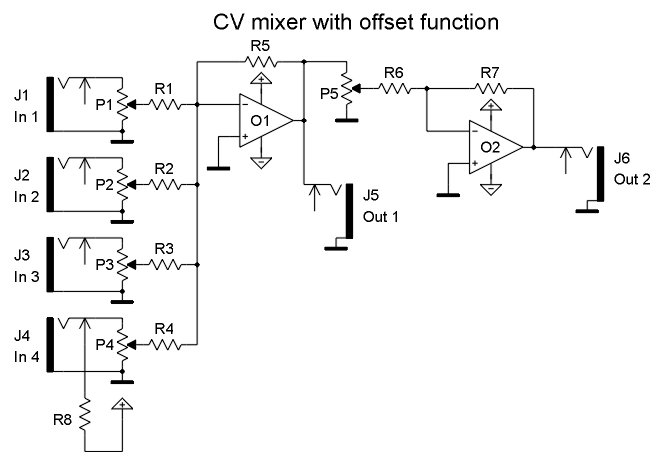 CV mixer with offset function
R5
J1
In 1
P1
R1
O1
P5
R6
R7
O2
J6
Out 2
J2
In 2
P2
R2
J5
Out 1
J3
In 3
P3
R3
J4
In 4
P4
R4
R8